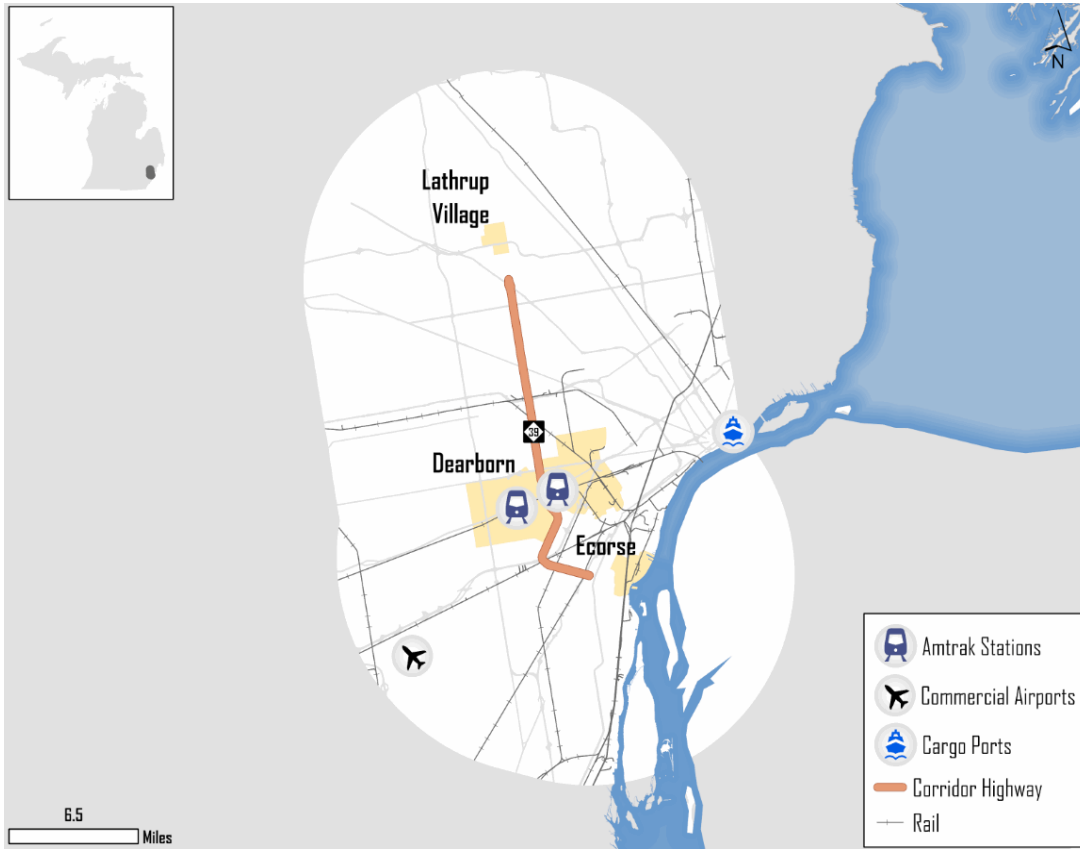 N
Lathrup
Village
39
Dearborn
Ecorse
Amtrak Stations
Commercial Airports
Cargo Ports
Corridor Highway
Rail
6.5
Miles